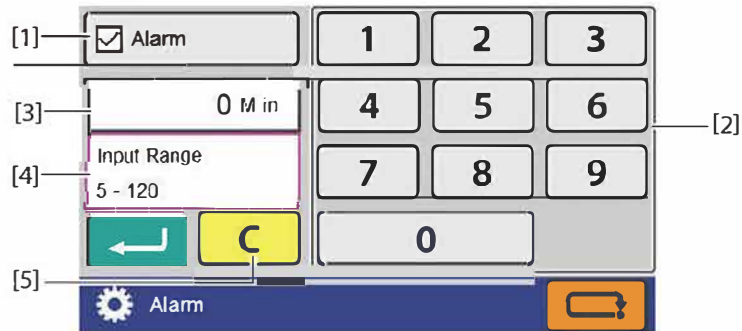 [1] Alarm 1 2 3
[3] 0 M in 4 5 6 [2]
[4] Input Range
5 - 120 7 8 9
C 0
[5]
Alarm